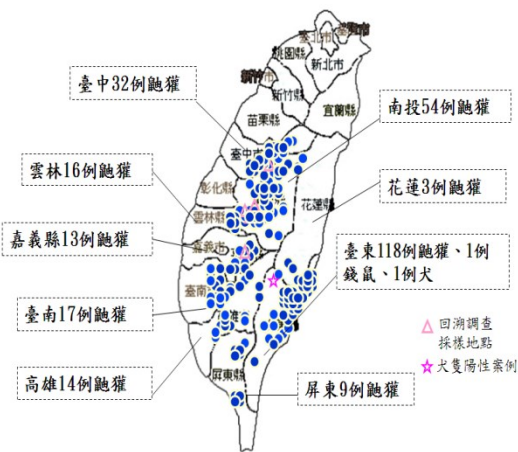 臺北市
基隆市
桃園縣
新北市
新竹市
新竹縣
宜蘭縣
苗栗縣
臺中32例鼬獾
南投54例鼬獾
臺中市
彰化縣
雲林16例鼬獾
花蓮3例鼬獾
花蓮縣
雲林縣
嘉義縣13例鼬獾
嘉義市
臺東118例鼬獾、1例
錢鼠、1例犬
臺南
臺南17例鼬獾
回溯調查
採樣地點
犬隻陽性案例
高雄14例鼬獾
屏東縣
屏東9例鼬獾